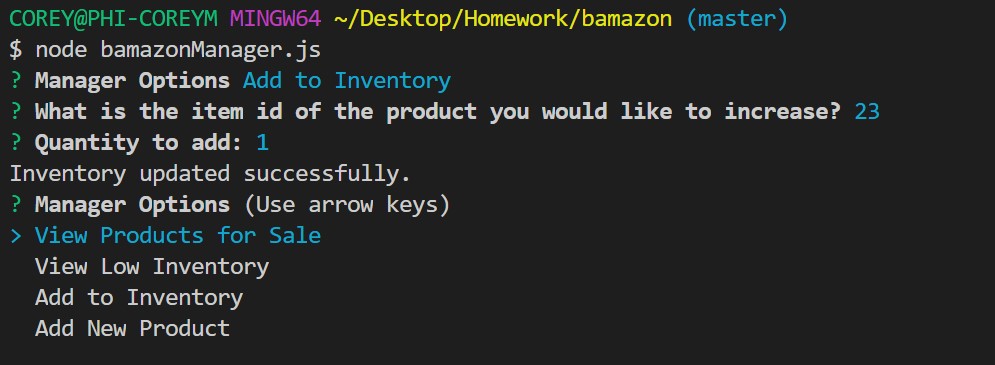 COREY@PHI-COREYM MINGW64 ~/Desktop/Homework/bamazon (master)
$ node bamazonManager.js
? Manager Options Add to Inventory
? What is the item id of the product you would like to increase? 23
? Quantity to add: 1
Inventory updated successfully.
? Manager Options (Use arrow keys)
> View Products for Sale
  View Low Inventory
  Add to Inventory
  Add New Product